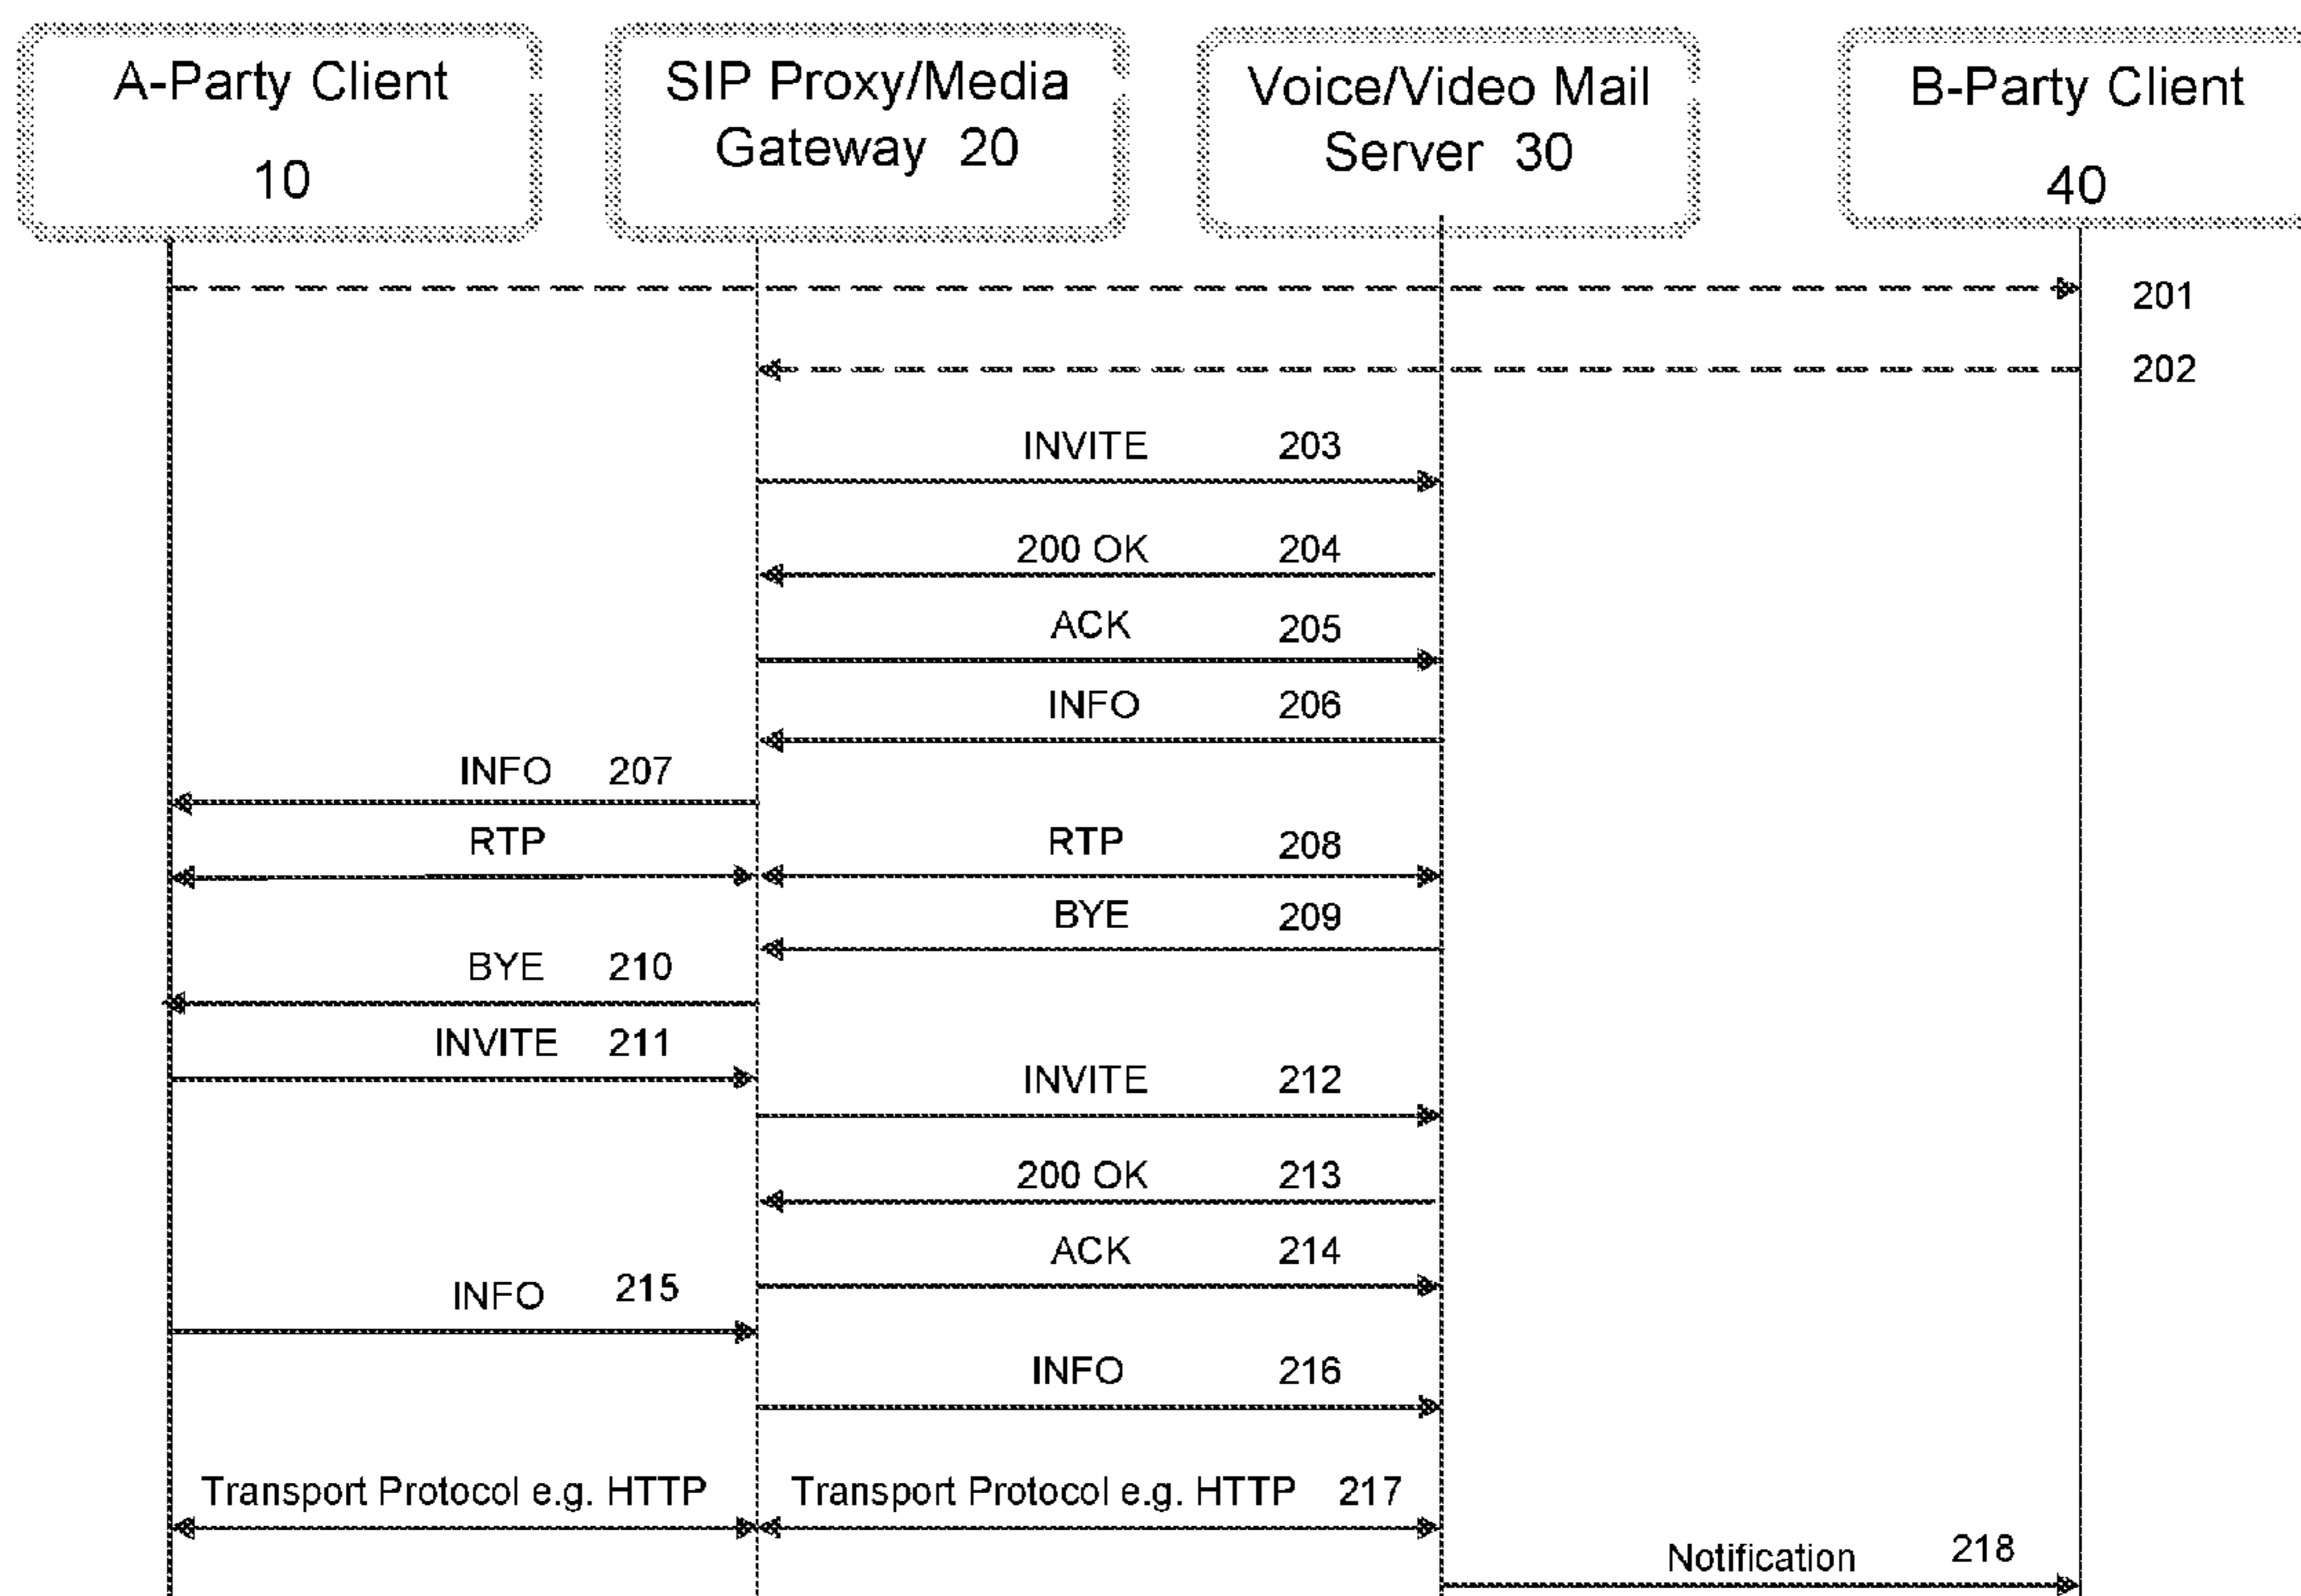 A-Party Client
10
SIP Proxy/Media
Gateway 20
Voice/Video Mail
Server 30
B-Party Client
40
201
202
INVITE 203
200 OK 204
ACK 205
INFO 206
INFO 207
RTP RTP 208
BYE 209
BYE 210
INVITE 211
INVITE 212
200 OK 213
ACK 214
INFO 215
INFO 216
Transport Protocol e.g. HTTP Transport Protocol e.g. HTTP 217
Notification 218